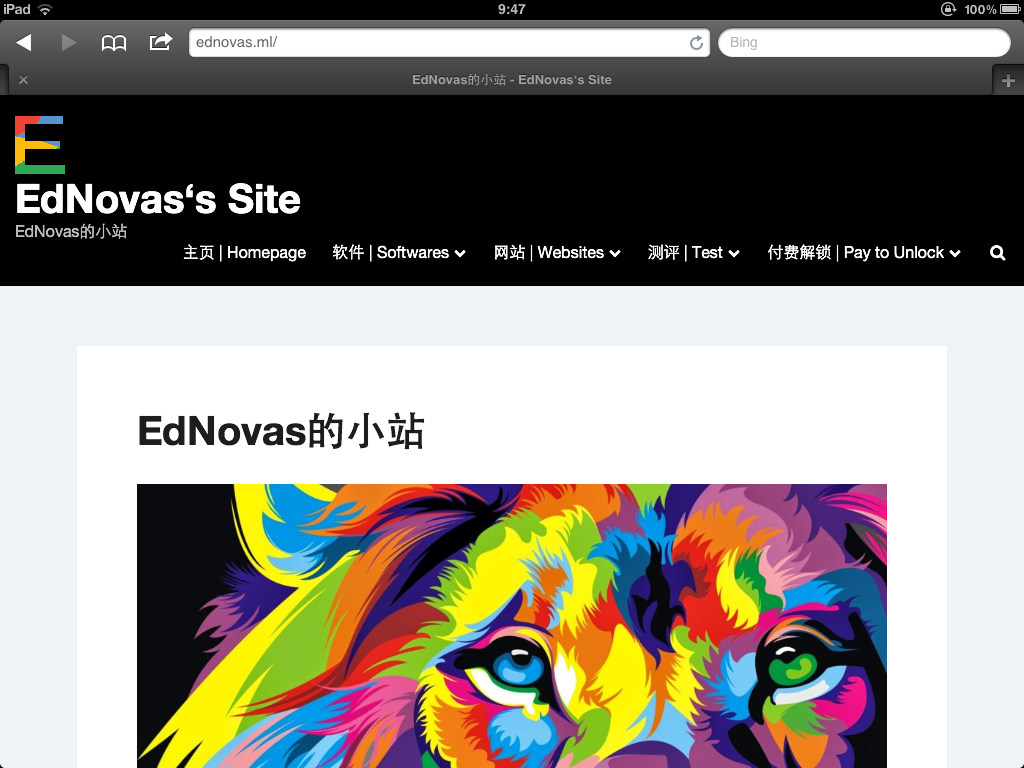 iPad 9:47 100%
ednovas.ml/ Bing
EdNovas的小站 - EdNovas's Site
E
EdNovas‘s Site
EdNovas的小站
主页 | Homepage 软件 | Softwares 网站 | Websites 测评 | Test 付费解锁 | Pay to Unlock
EdNovas的小站